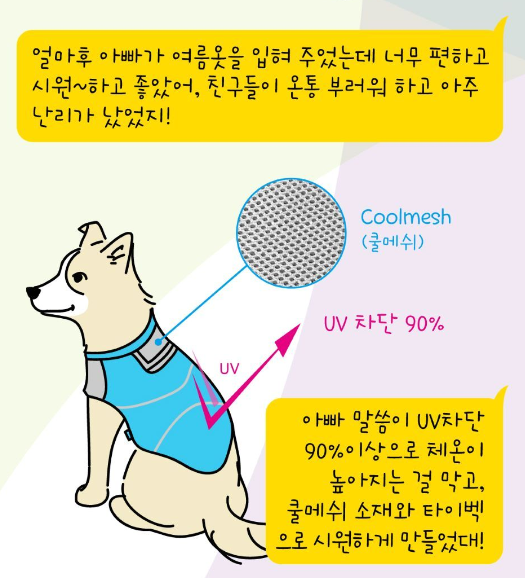 얼마후 아빠가 여름옷을 입혀 주었는데 너무 편하고
시원~하고 좋았어, 친구들이 온통 부러워 하고 아주
난리가 났었지!
Coolmesh
(쿨메쉬)
UV 차단 90%
UV
아빠 말씀이 UV차단
90%이상으로 체온이
높아지는 걸 막고,
쿨메쉬 소재와 타이벡
으로 시원하게 만들었대!